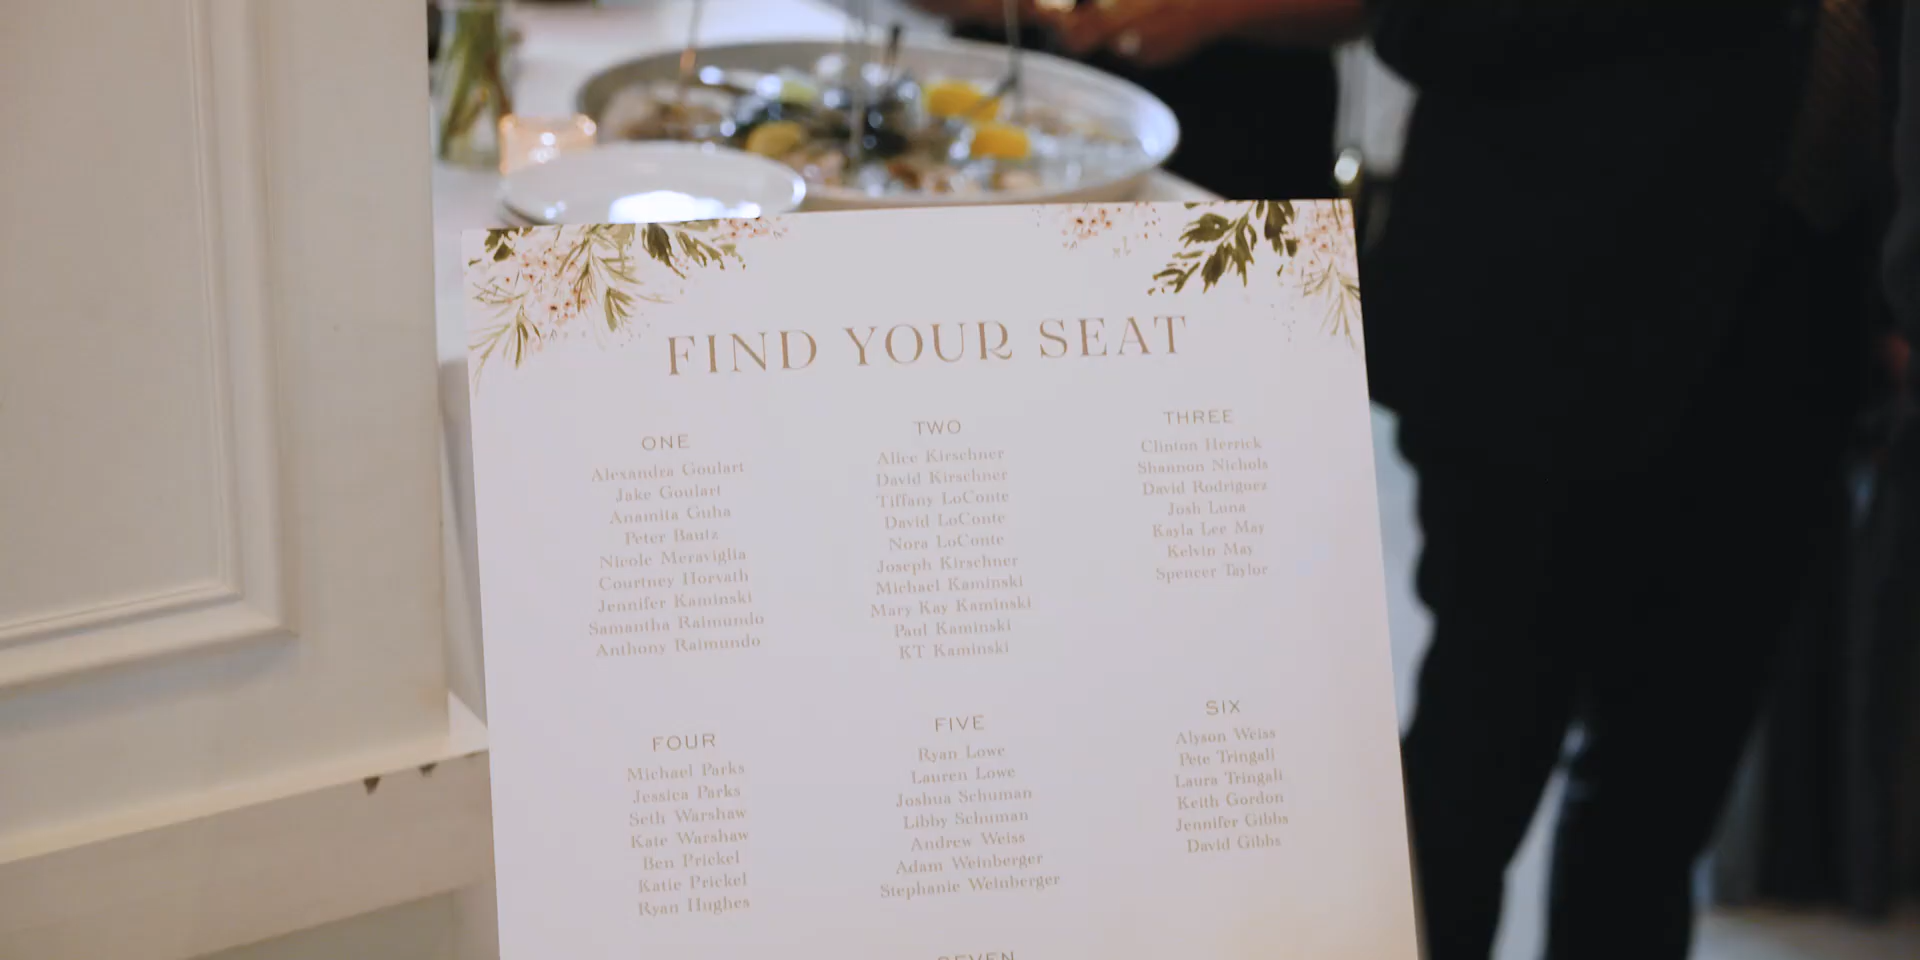 FIND YOUR SEAT
ONE
Alexandra Goulart
Jake Goulart
Anamita Guha
Peter Bautz
Nicole Meraviglia
Courtney Horvath
Jennifer Kaminski
Samantha Raimundo
Anthony Raimundo
TWO
Alice Kirschner
David Kirschner
Tiffany LoConte
David LoConte
Nora LoConte
Joseph Kirschner
Michael Kaminski
Mary Kay Kaminski
Paul Kaminski
KT Kaminski
THREE
Clinton Herrick
Shannon Nichols
David Rodriguez
Josh Luna
Kayla Lee May
Kelvin May
Spencer Taylor
FOUR
Michael Parks
Jessica Parks
Seth Warshaw
Kate Warshaw
Ben Prickel
Katie Prickel
Ryan Hughes
FIVE
Ryan Lowe
Lauren Lowe
Joshua Schuman
Libby Schuman
Andrew Weiss
Adam Weinberger
Stephanie Weinberger
SIX
Alyson Weiss
Pete Tringali
Laura Tringali
Keith Gordon
Jennifer Gibbs
David Gibbs
SEVEN